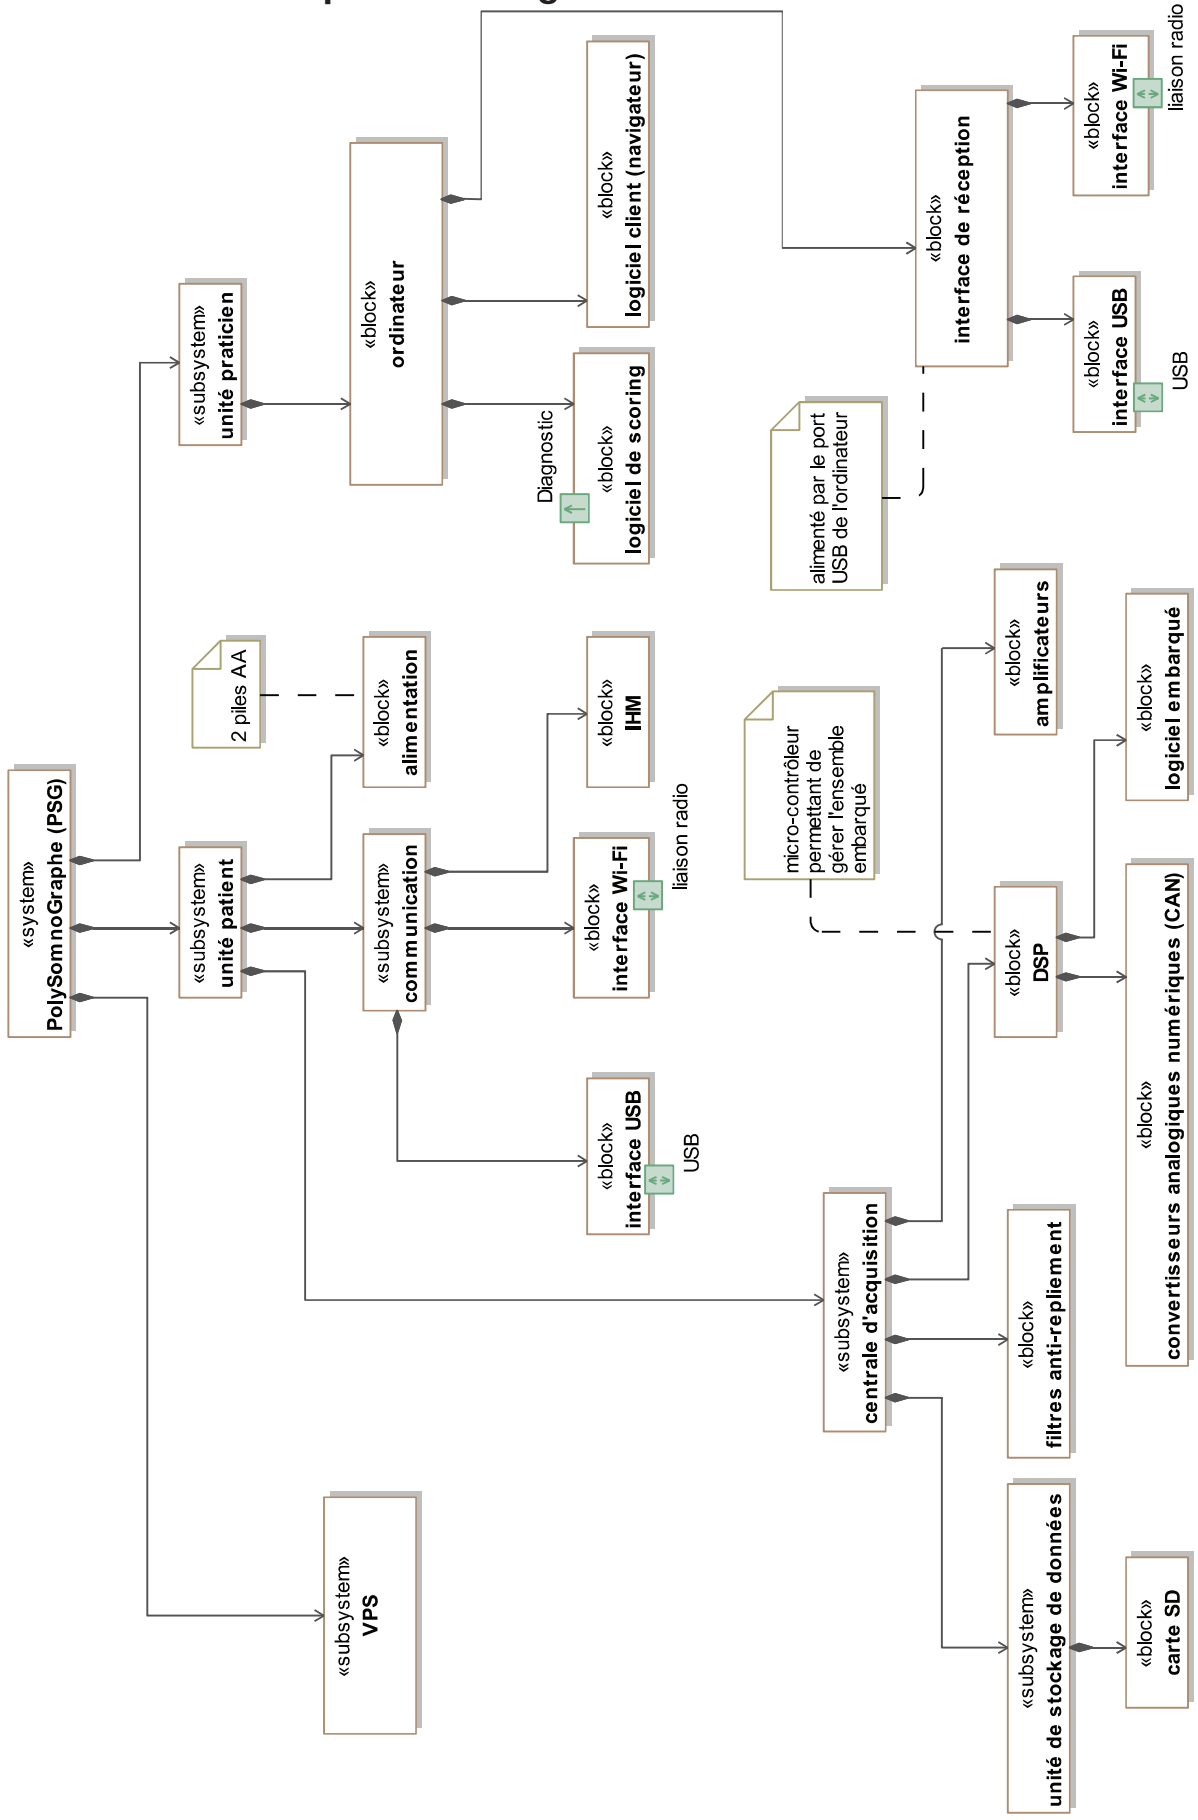 «system»
PolySomnoGraphe (PSG)
«subsystem»
VPS
«subsystem»
unité patient
«subsystem»
unité praticien
2 piles AA
«subsystem»
communication
«block»
alimentation
«block»
ordinateur
«block»
interface USB
USB
«block»
interface Wi-Fi
liaison radio
«block»
IHM
Diagnostic
«block»
logiciel de scoring
«block»
logiciel client (navigateur)
«subsystem»
centrale d'acquisition
micro-contrôleur
permettant de
gérer l'ensemble
embarqué
alimenté par le port
USB de l'ordinateur
«block»
interface de réception
«subsystem»
unité de stockage de données
«block»
filtres anti-repliement
«block»
DSP
«block»
amplificateurs
«block»
interface USB
USB
«block»
interface Wi-Fi
liaison radio
«block»
carte SD
«block»
convertisseurs analogiques numériques (CAN)
«block»
logiciel embarqué